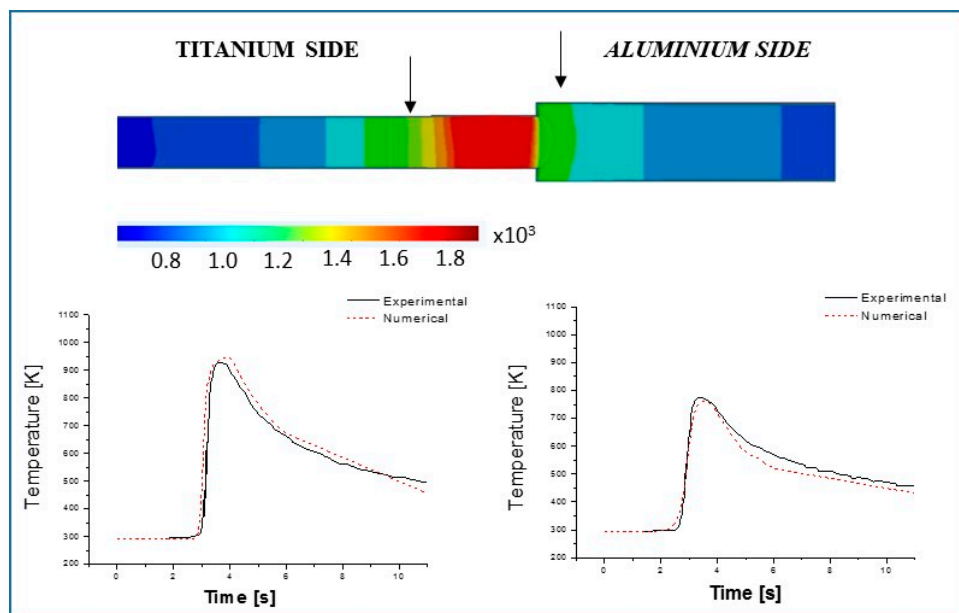 TITANIUM SIDE
ALUMINIUM SIDE
0.8 1.0 1.2 1.4 1.6 1.8 x10³
Experimental
Numerical
1100
1000
900
800
700
600
500
400
300
200
Temperature [K]
0 2 4 6 8 10
Time [s]
Experimental
Numerical
1100
1000
900
800
700
600
500
400
300
200
Temperature [K]
0 2 4 6 8 10
Time [s]